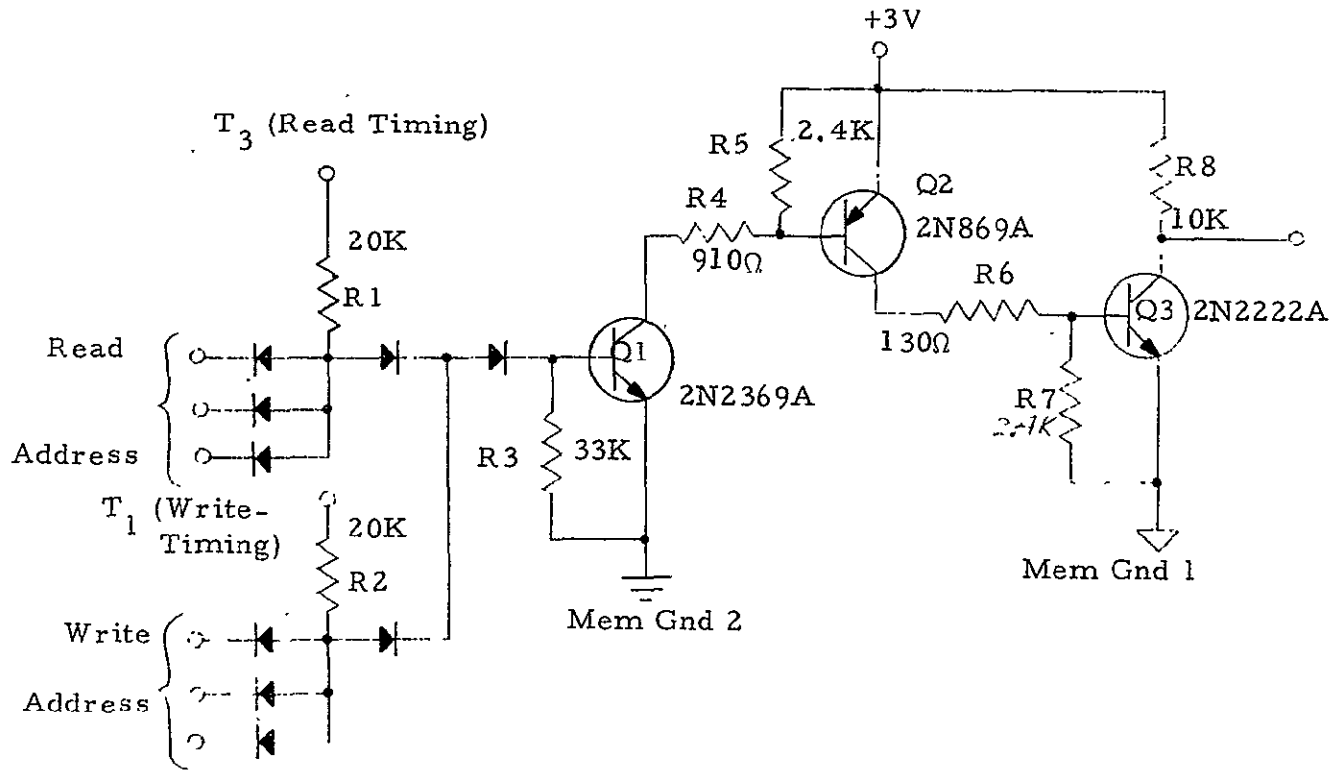 +3V
T3 (Read Timing)
R5
2.4K
R8
Q2
R4
2N869A
10K
20K
910Ω
R1
R6
Read
Q1
Q3
2N2222A
130Ω
2N2369A
R7
Address
R3
33K
T1 (Write-
Timing)
20K
R2
Mem Gnd 1
Mem Gnd 2
Write
Address